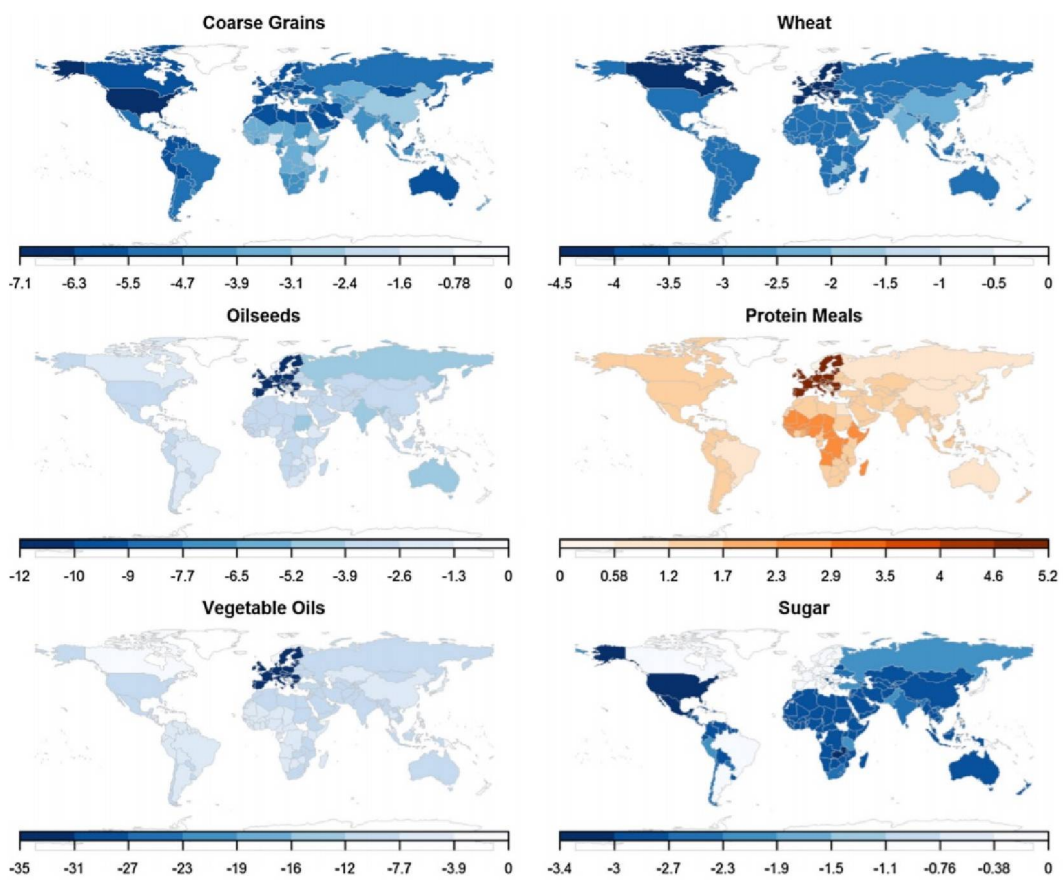 Coarse Grains
-7.1 -6.3 -5.5 -4.7 -3.9 -3.1 -2.4 -1.6 -0.78 0
Wheat
-4.5 -4 -3.5 -3 -2.5 -2 -1.5 -1 -0.5 0
Oilseeds
-12 -10 -9 -7.7 -6.5 -5.2 -3.9 -2.6 -1.3 0
Protein Meals
0 0.58 1.2 1.7 2.3 2.9 3.5 4 4.6 5.2
Vegetable Oils
-35 -31 -27 -23 -19 -16 -12 -7.7 -3.9 0
Sugar
-3.4 -3 -2.7 -2.3 -1.9 -1.5 -1.1 -0.76 -0.38 0